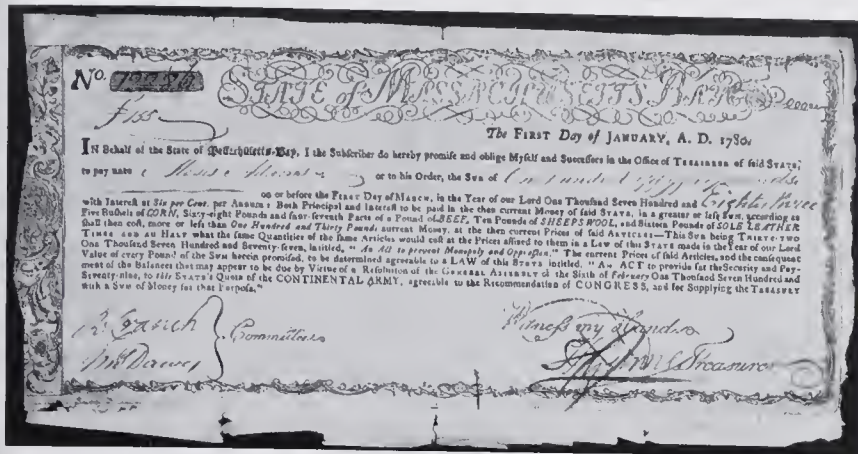 No.
STATE of MASSACHUSETTS BAY
£155
The FIRST Day of JANUARY, A. D. 1780.
IN Behalf of the State of Massachusetts-Bay, I the Subscriber do hereby promise and oblige Myself and Successors in the Office of TREASURER of said STATE,
to pay unto Moses or to his Order, the Sum of One hundred
on or before the FIRST DAY of MARCH, in the Year of our Lord One Thousand Seven Hundred and Eighty three
with Interest at Six per Cent. per Annum: Both Principal and Interest to be paid in the then current Money of said STATE, in a greater or less SUM, according as
Five Bushels of CORN, Sixty-eight Pounds and four-seventh Parts of a Pound of BEEF, Ten Pounds of SHEEPS WOOL, and Sixteen Pounds of SOLE LEATHER
shall then cost, more or less than One Hundred and Thirty Pounds current Money, at the then current Prices of said ARTICLES—This SUM being THIRTY-TWO
TIMES AND AN HALF what the same Quantities of the same Articles would cost at the Prices affixed to them in a LAW of this STATE made in the Year of our Lord
One Thousand Seven Hundred and Seventy-seven, intitled, "An ACT to prevent Monopoly and Oppression." The current Prices of said Articles, and the consequent
Value of every Pound of the SUM herein promised, to be determined agreable to a LAW of this STATE intitled, "An ACT to provide for the Security and Pay-
ment of the Balances that may appear to be due by Virtue of a Resolution of the GENERAL ASSEMBLY of the Sixth of February One Thousand Seven Hundred and
Seventy-nine, to this STATE's Quota of the CONTINENTAL ARMY, agreeable to the Recommendation of CONGRESS, and for Supplying the TREASURY
with a SUM of Money for that Purpose."
R Cranch
Dawes } Committee
Witness my Hand
Treasurer